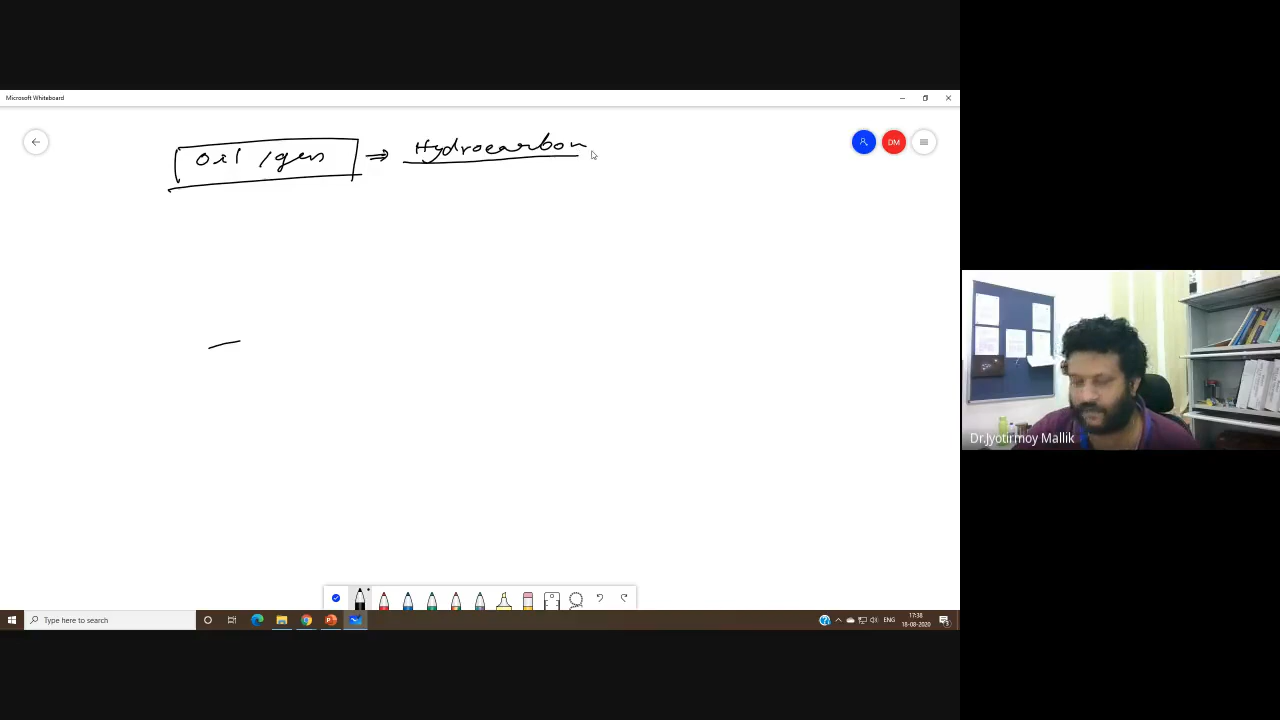 Microsoft Whiteboard
Oil / gas ⇒ Hydrocarbon
DM
Dr.Jyotirmoy Mallik
Type here to search
ENG
17:38
18-08-2020